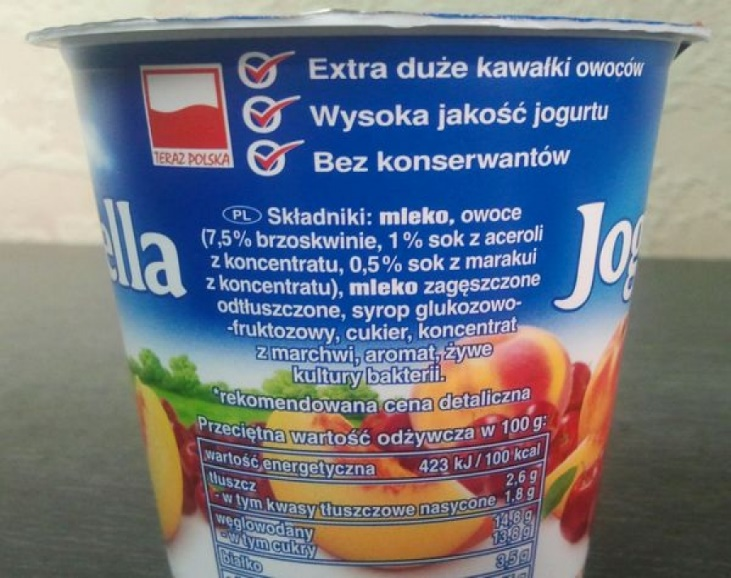 Extra duże kawałki owoców
Wysoka jakość jogurtu
Bez konserwantów
TERAZ POLSKA
ella
Jog
PL Składniki: mleko, owoce
(7,5% brzoskwinie, 1% sok z aceroli
z koncentratu, 0,5% sok z marakui
z koncentratu), mleko zagęszczone
odtłuszczone, syrop glukozowo-
-fruktozowy, cukier, koncentrat
z marchwi, aromat, żywe
kultury bakterii.
*rekomendowana cena detaliczna
Przeciętna wartość odżywcza w 100 g:
wartość energetyczna 423 kJ / 100 kcal
tłuszcz 2,6 g
- w tym kwasy tłuszczowe nasycone 1,8 g
węglowodany 14,8 g
- w tym cukry 13,8 g
białko 3,5 g